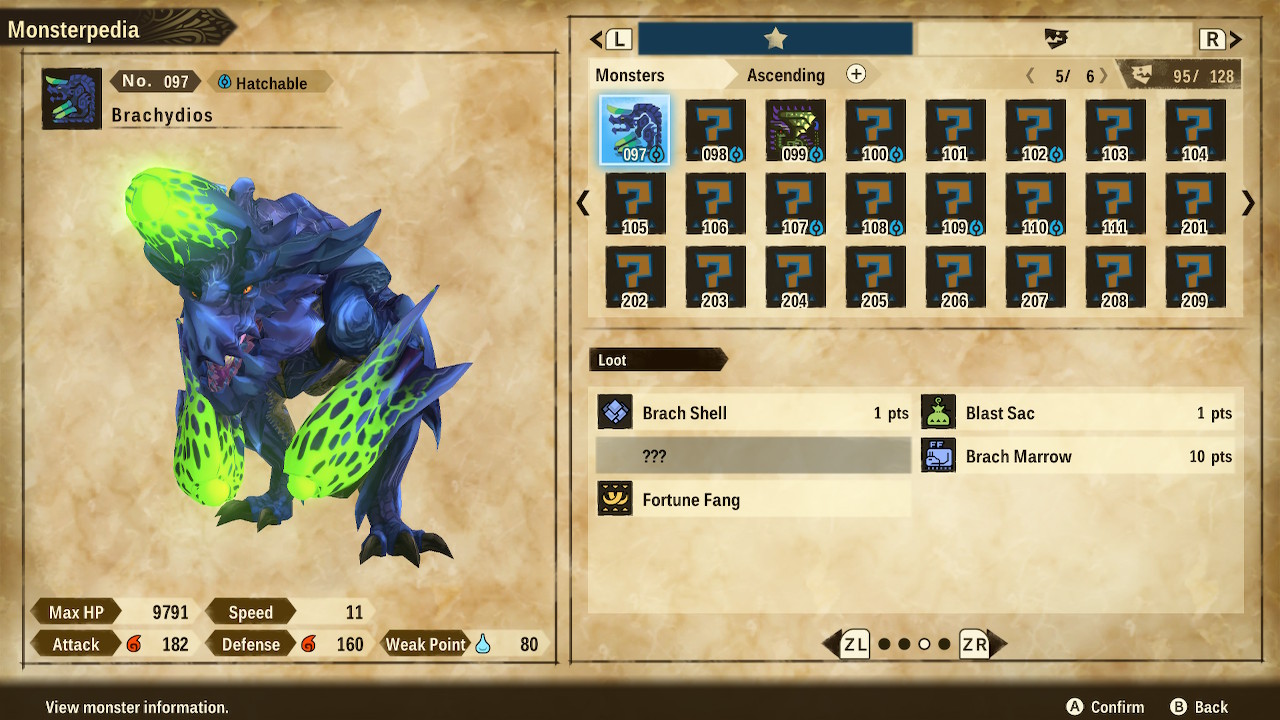 Monsterpedia
No. 097
Hatchable
Brachydios
Max HP 9791
Speed 11
Attack 182
Defense 160
Weak Point 80
L
R
Monsters
Ascending
5/ 6
95/ 128
097 098 099 100 101 102 103 104
105 106 107 108 109 110 111 201
202 203 204 205 206 207 208 209
Loot
Brach Shell 1 pts
Blast Sac 1 pts
???
FF
Brach Marrow 10 pts
Fortune Fang
ZL
ZR
View monster information.
A Confirm
B Back